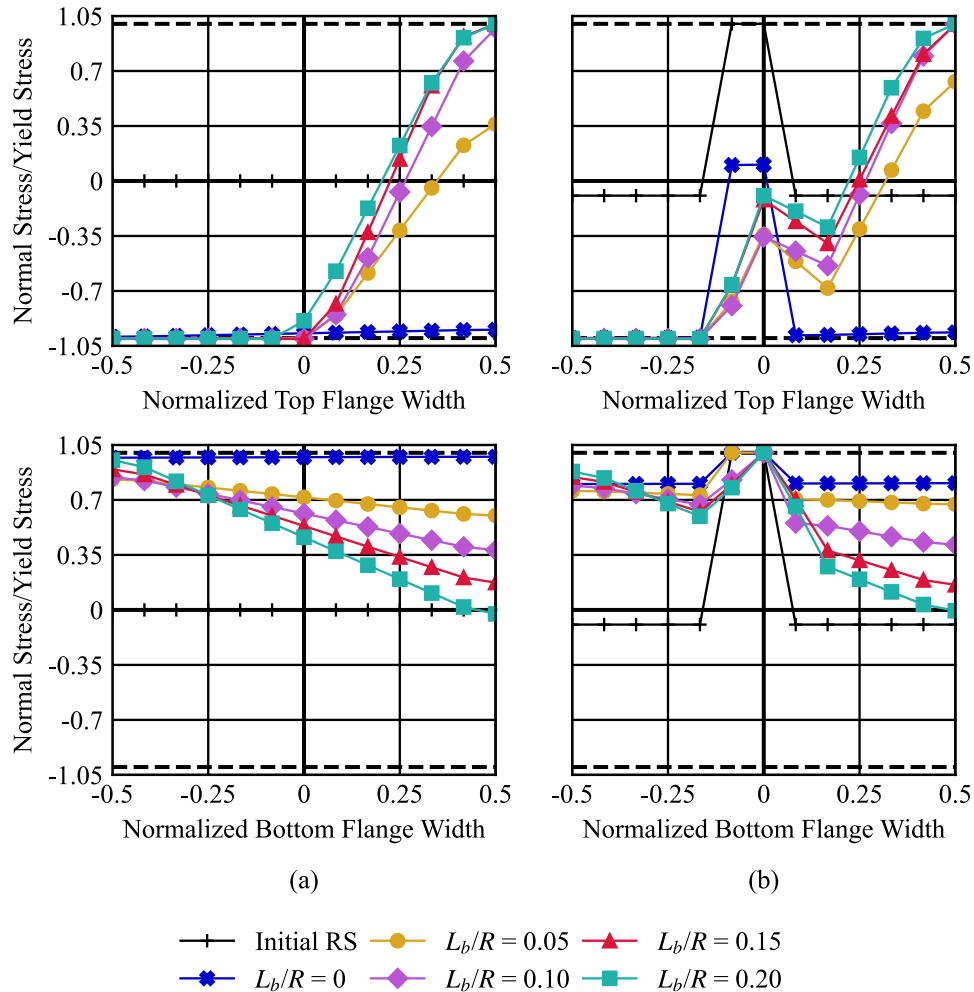 Normal Stress/Yield Stress
1.05
0.7
0.35
0
-0.35
-0.7
-1.05
-0.5 -0.25 0 0.25 0.5
-0.5 -0.25 0 0.25 0.5
Normalized Top Flange Width
Normalized Top Flange Width
Normal Stress/Yield Stress
1.05
0.7
0.35
0
-0.35
-0.7
-1.05
-0.5 -0.25 0 0.25 0.5
-0.5 -0.25 0 0.25 0.5
Normalized Bottom Flange Width
Normalized Bottom Flange Width
(a)
(b)
Initial RS
L_b/R = 0.05
L_b/R = 0.15
L_b/R = 0
L_b/R = 0.10
L_b/R = 0.20